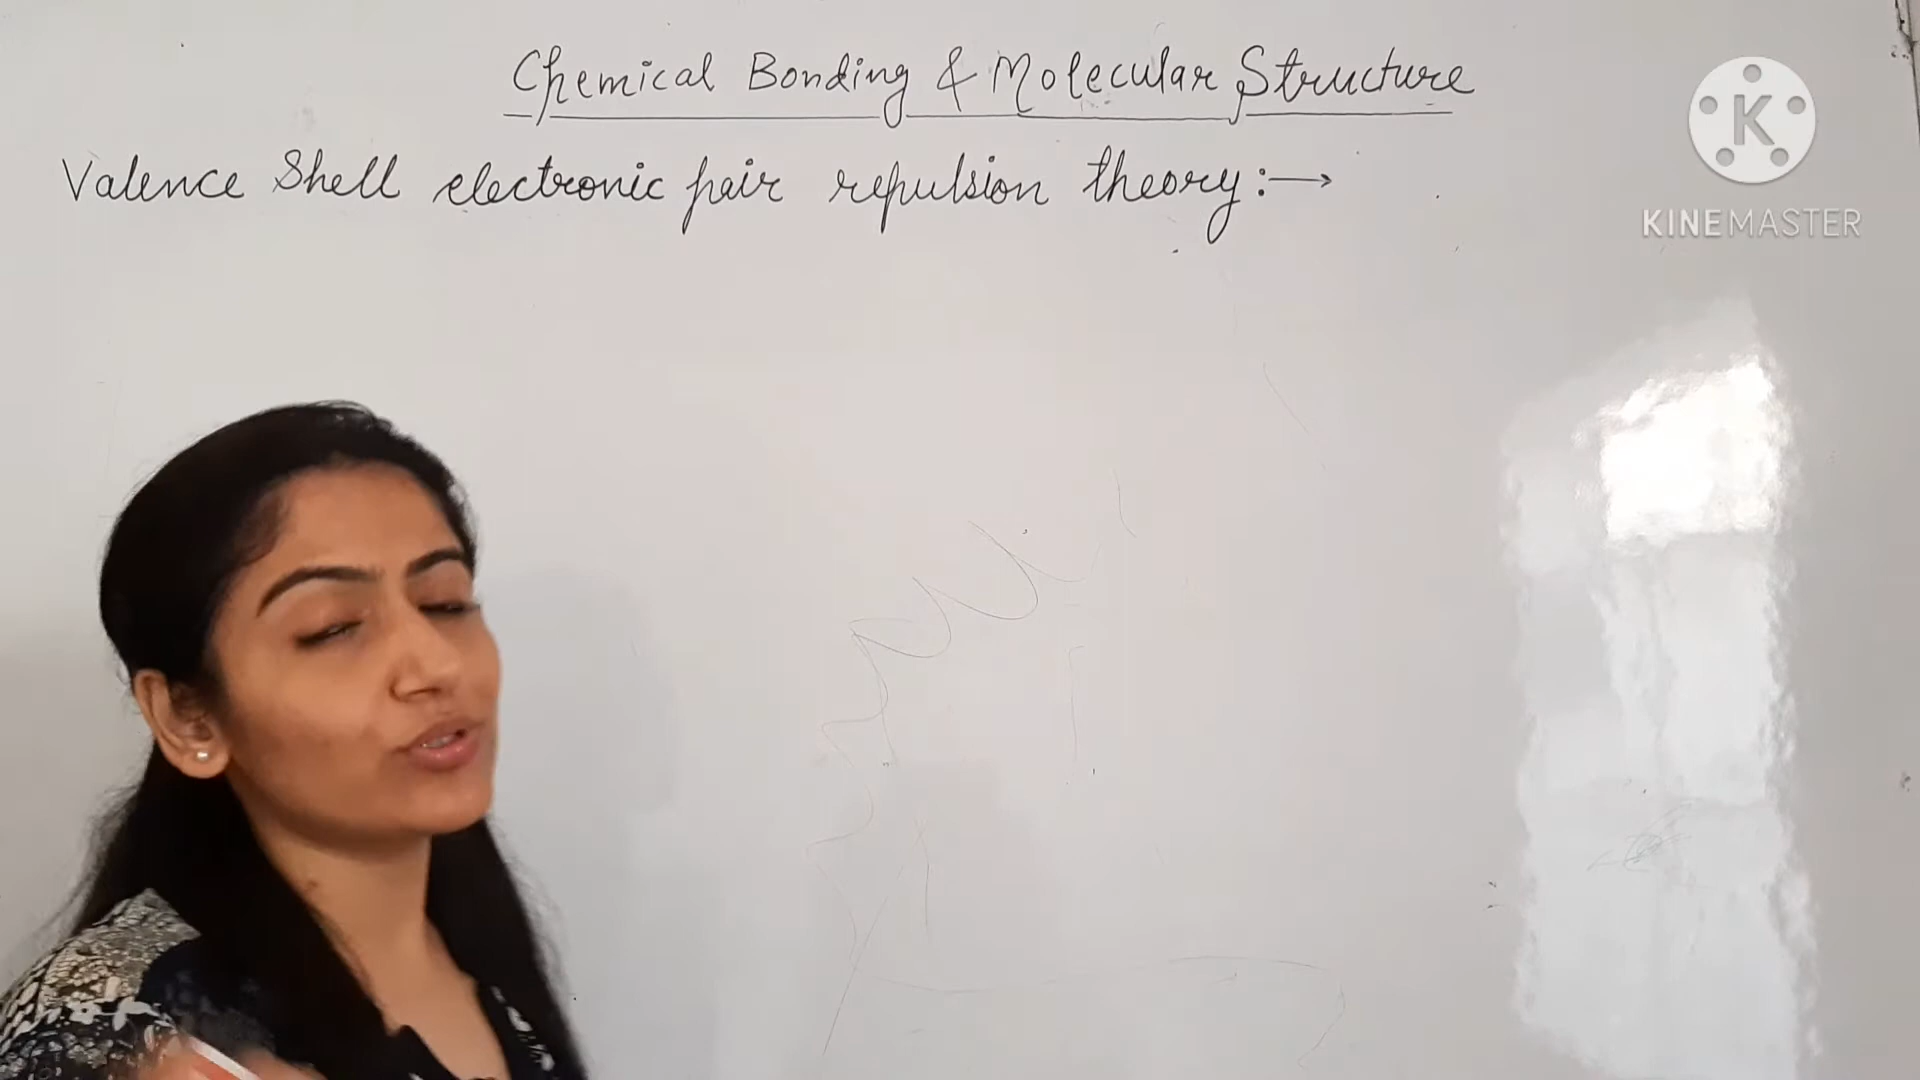 Chemical Bonding & Molecular Structure
Valence Shell electronic pair repulsion theory:→
K
KINEMASTER